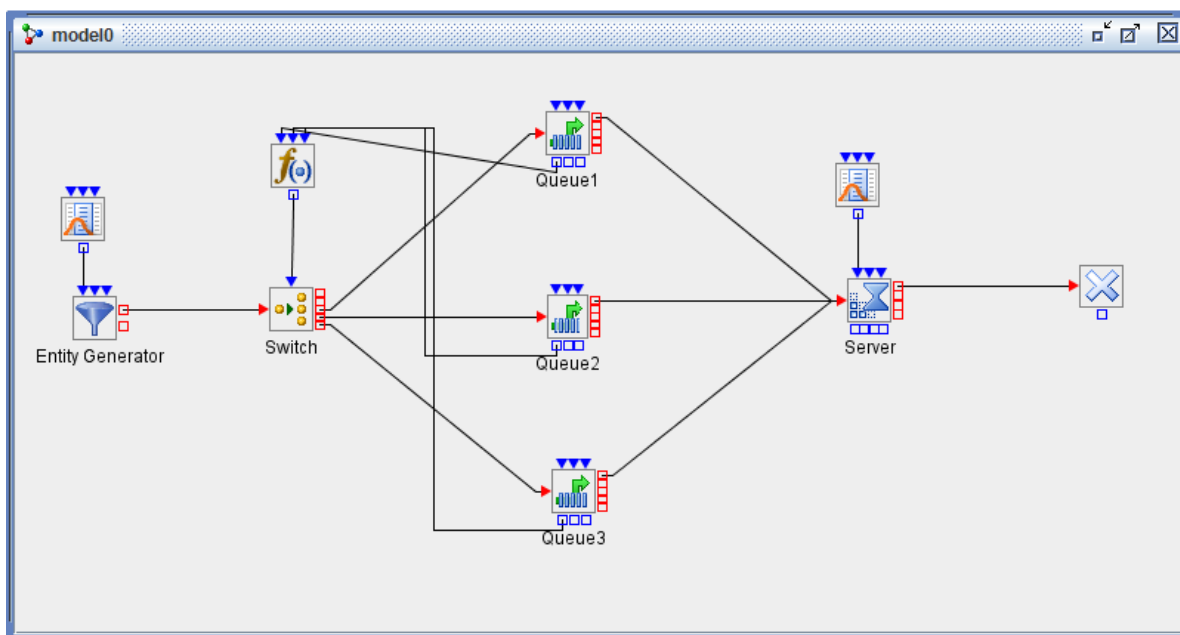 model0
f(•)
Queue1
Entity Generator
Switch
Queue2
Server
Queue3